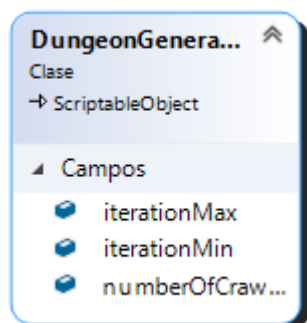 DungeonGenera...
Clase
ScriptableObject
Campos
iterationMax
iterationMin
numberOfCraw...